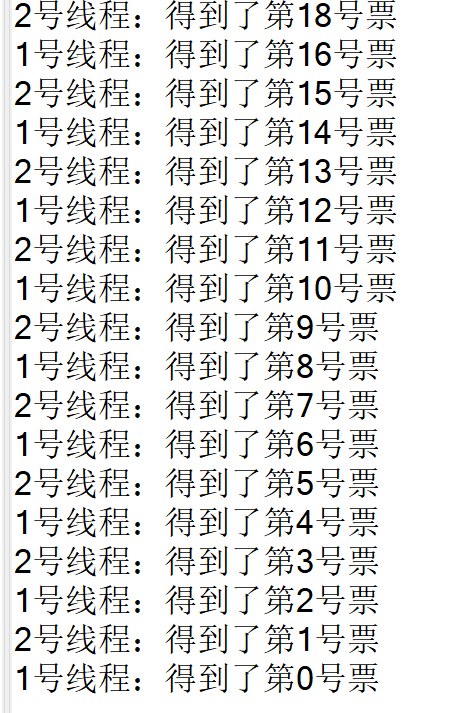 2号线程：得到了第18号票
1号线程：得到了第16号票
2号线程：得到了第15号票
1号线程：得到了第14号票
2号线程：得到了第13号票
1号线程：得到了第12号票
2号线程：得到了第11号票
1号线程：得到了第10号票
2号线程：得到了第9号票
1号线程：得到了第8号票
2号线程：得到了第7号票
1号线程：得到了第6号票
2号线程：得到了第5号票
1号线程：得到了第4号票
2号线程：得到了第3号票
1号线程：得到了第2号票
2号线程：得到了第1号票
1号线程：得到了第0号票